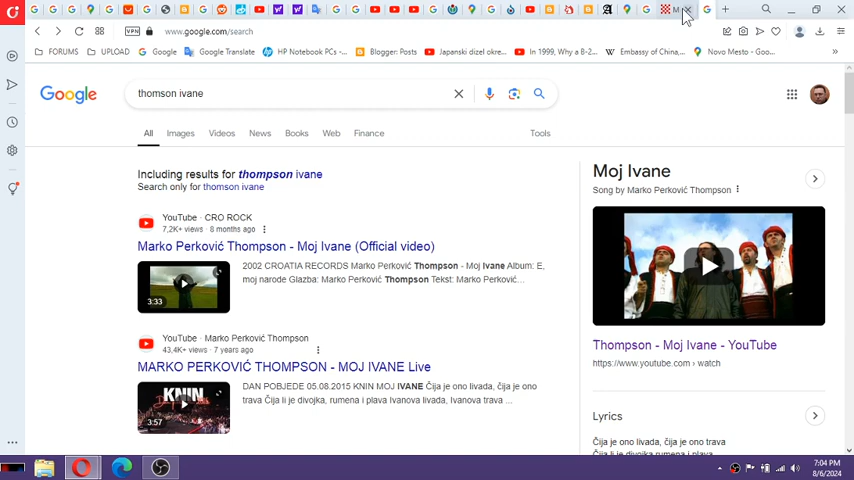 www.google.com/search
VPN
FORUMS
UPLOAD
Google
Google Translate
HP Notebook PCs -...
Blogger: Posts
Japanski dizel okre...
In 1999, Why a B-2...
Embassy of China,...
Novo Mesto - Goo...
Google
thomson ivane
All
Images
Videos
News
Books
Web
Finance
Tools
Including results for thompson ivane
Search only for thomson ivane
YouTube · CRO ROCK
7,2K+ views · 8 months ago
Marko Perković Thompson - Moj Ivane (Official video)
3:33
2002 CROATIA RECORDS Marko Perković Thompson - Moj Ivane Album: E,
moj narode Glazba: Marko Perković Thompson Tekst: Marko Perković...
YouTube · Marko Perković Thompson
43,4K+ views · 7 years ago
MARKO PERKOVIĆ THOMPSON - MOJ IVANE Live
KNIN
3:57
DAN POBJEDE 05.08.2015 KNIN MOJ IVANE Čija je ono livada, čija je ono
trava Čija li je divojka, rumena i plava Ivanova livada, Ivanova trava ...
Moj Ivane
Song by Marko Perković Thompson
Thompson - Moj Ivane - YouTube
https://www.youtube.com › watch
Lyrics
Čija je ono livada, čija je ono trava
7:04 PM
8/6/2024